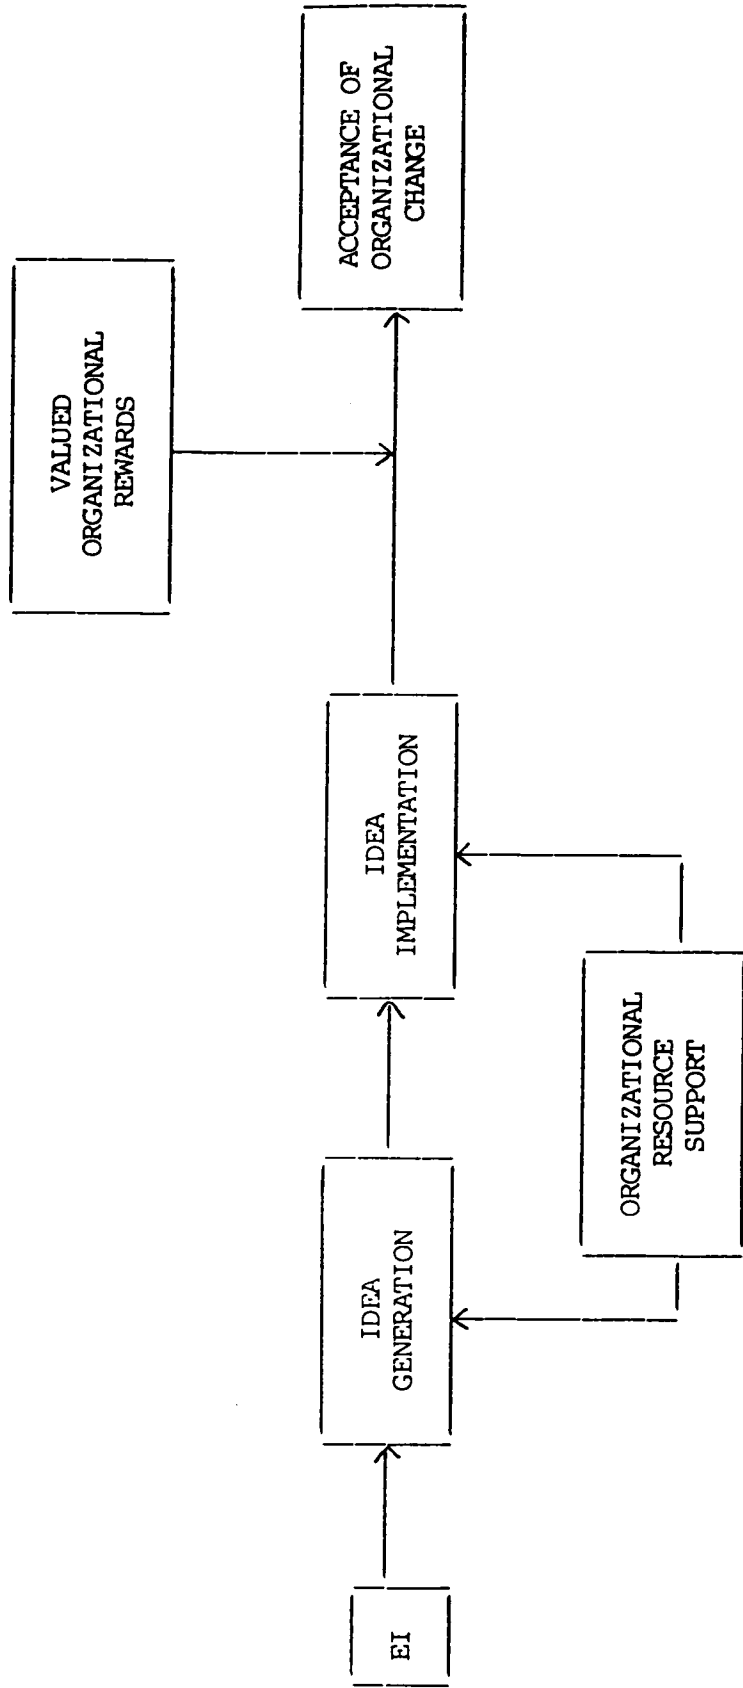 VALUED
ORGANIZATIONAL
REWARDS
EI
IDEA
GENERATION
IDEA
IMPLEMENTATION
ACCEPTANCE OF
ORGANIZATIONAL
CHANGE
ORGANIZATIONAL
RESOURCE
SUPPORT